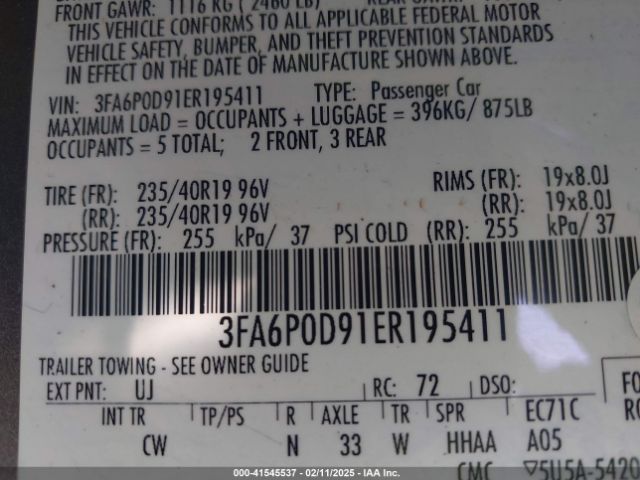 FRONT GAWR: 1116 KG ( 2460 LB)
THIS VEHICLE CONFORMS TO ALL APPLICABLE FEDERAL MOTOR
VEHICLE SAFETY, BUMPER, AND THEFT PREVENTION STANDARDS
IN EFFECT ON THE DATE OF MANUFACTURE SHOWN ABOVE.
VIN: 3FA6P0D91ER195411 TYPE: Passenger Car
MAXIMUM LOAD = OCCUPANTS + LUGGAGE = 396KG/ 875LB
OCCUPANTS = 5 TOTAL; 2 FRONT, 3 REAR
TIRE (FR): 235/40R19 96V RIMS (FR): 19x8.0J
(RR): 235/40R19 96V (RR): 19x8.0J
PRESSURE (FR): 255 kPa/ 37 PSI COLD (RR): 255 kPa/ 37
3FA6P0D91ER195411
TRAILER TOWING - SEE OWNER GUIDE
EXT PNT: UJ RC: 72 DSO: FO
INT TR TP/PS R AXLE TR SPR EC71C RO
CW N 33 W HHAA A05
CMC ▽5U5A-5420
000-41545537 - 02/11/2025 - IAA Inc.